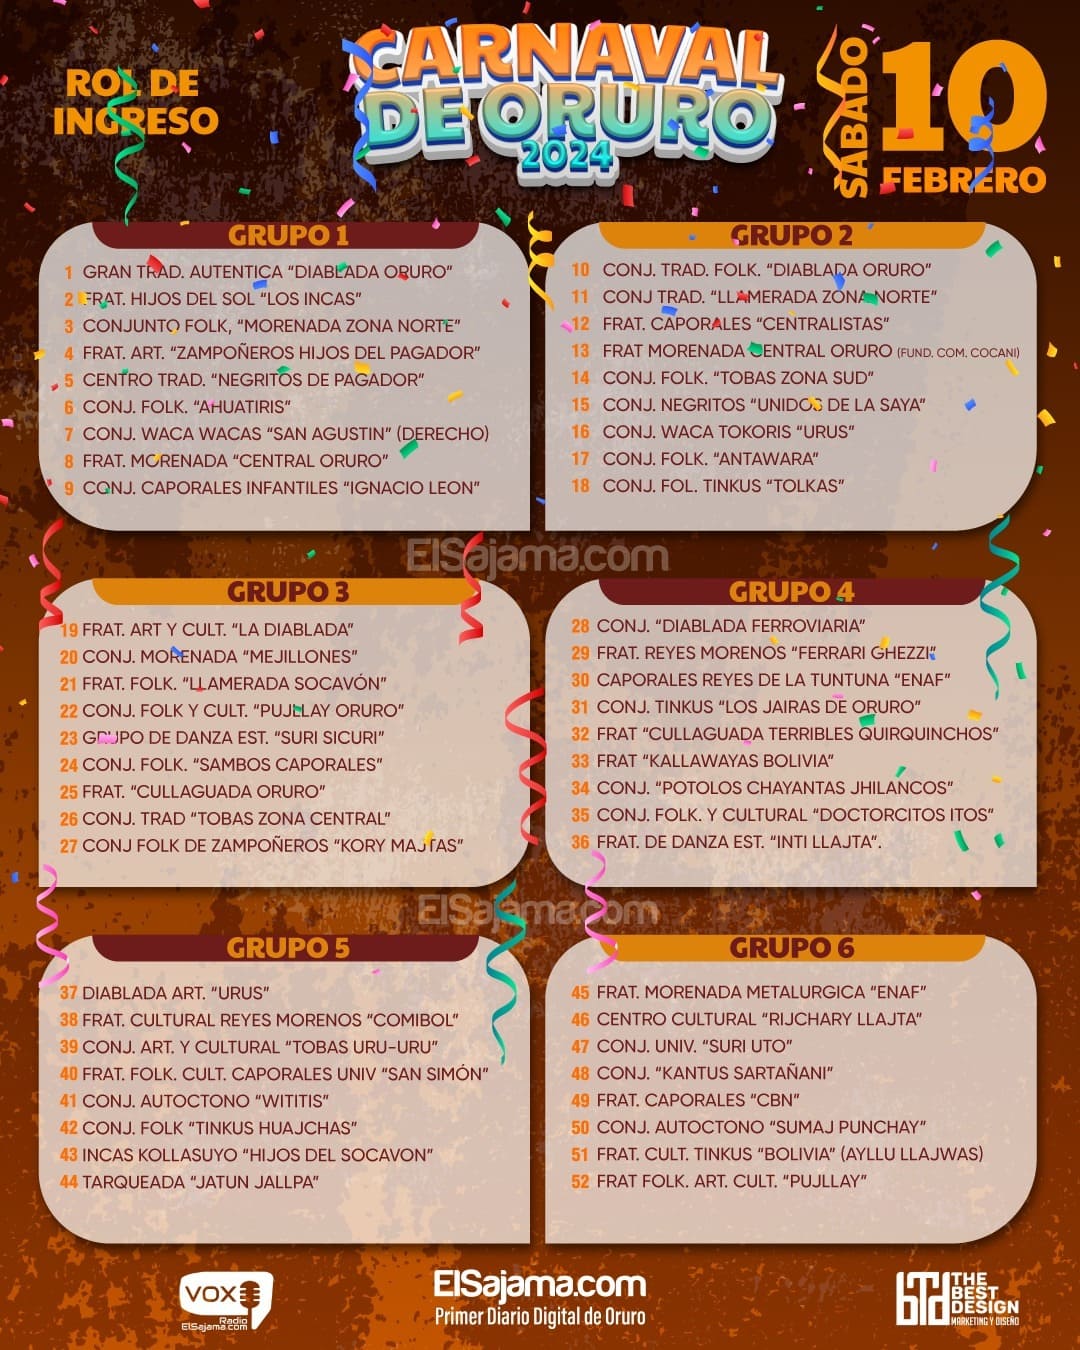 ROL DE
INGRESO
CARNAVAL
DE ORURO
2024
SÁBADO
10
FEBRERO
GRUPO 1
1 GRAN TRAD. AUTENTICA “DIABLADA ORURO”
2 FRAT. HIJOS DEL SOL “LOS INCAS”
3 CONJUNTO FOLK, “MORENADA ZONA NORTE”
4 FRAT. ART. “ZAMPOÑEROS HIJOS DEL PAGADOR”
5 CENTRO TRAD. “NEGRITOS DE PAGADOR”
6 CONJ. FOLK. “AHUATIRIS”
7 CONJ. WACA WACAS “SAN AGUSTIN” (DERECHO)
8 FRAT. MORENADA “CENTRAL ORURO”
9 CONJ. CAPORALES INFANTILES “IGNACIO LEON”
GRUPO 2
10 CONJ. TRAD. FOLK. “DIABLADA ORURO”
11 CONJ TRAD. “LLAMERADA ZONA NORTE”
12 FRAT. CAPORALES “CENTRALISTAS”
13 FRAT MORENADA CENTRAL ORURO (FUND. COM. COCANI)
14 CONJ. FOLK. “TOBAS ZONA SUD”
15 CONJ. NEGRITOS “UNIDOS DE LA SAYA”
16 CONJ. WACA TOKORIS “URUS”
17 CONJ. FOLK. “ANTAWARA”
18 CONJ. FOL. TINKUS “TOLKAS”
ElSajama.com
GRUPO 3
19 FRAT. ART Y CULT. “LA DIABLADA”
20 CONJ. MORENADA “MEJILLONES”
21 FRAT. FOLK. “LLAMERADA SOCAVÓN”
22 CONJ. FOLK Y CULT. “PUJLLAY ORURO”
23 GRUPO DE DANZA EST. “SURI SICURI”
24 CONJ. FOLK. “SAMBOS CAPORALES”
25 FRAT. “CULLAGUADA ORURO”
26 CONJ. TRAD “TOBAS ZONA CENTRAL”
27 CONJ FOLK DE ZAMPOÑEROS “KORY MAJTAS”
GRUPO 4
28 CONJ. “DIABLADA FERROVIARIA”
29 FRAT. REYES MORENOS “FERRARI GHEZZI”
30 CAPORALES REYES DE LA TUNTUNA “ENAF”
31 CONJ. TINKUS “LOS JAIRAS DE ORURO”
32 FRAT “CULLAGUADA TERRIBLES QUIRQUINCHOS”
33 FRAT “KALLAWAYAS BOLIVIA”
34 CONJ. “POTOLOS CHAYANTAS JHILANCOS”
35 CONJ. FOLK. Y CULTURAL “DOCTORCITOS ITOS”
36 FRAT. DE DANZA EST. “INTI LLAJTA”.
ElSajama.com
GRUPO 5
37 DIABLADA ART. “URUS”
38 FRAT. CULTURAL REYES MORENOS “COMIBOL”
39 CONJ. ART. Y CULTURAL “TOBAS URU-URU”
40 FRAT. FOLK. CULT. CAPORALES UNIV “SAN SIMÓN”
41 CONJ. AUTOCTONO “WITITIS”
42 CONJ. FOLK “TINKUS HUAJCHAS”
43 INCAS KOLLASUYO “HIJOS DEL SOCAVON”
44 TARQUEADA “JATUN JALLPA”
GRUPO 6
45 FRAT. MORENADA METALURGICA “ENAF”
46 CENTRO CULTURAL “RIJCHARY LLAJTA”
47 CONJ. UNIV. “SURI UTO”
48 CONJ. “KANTUS SARTAÑANI”
49 FRAT. CAPORALES “CBN”
50 CONJ. AUTOCTONO “SUMAJ PUNCHAY”
51 FRAT. CULT. TINKUS “BOLIVIA” (AYLLU LLAJWAS)
52 FRAT FOLK. ART. CULT. “PUJLLAY”
VOX
Radio
ElSajama.com
ElSajama.com
Primer Diario Digital de Oruro
btd
THE
BEST
DESIGN
MARKETING Y DISEÑO